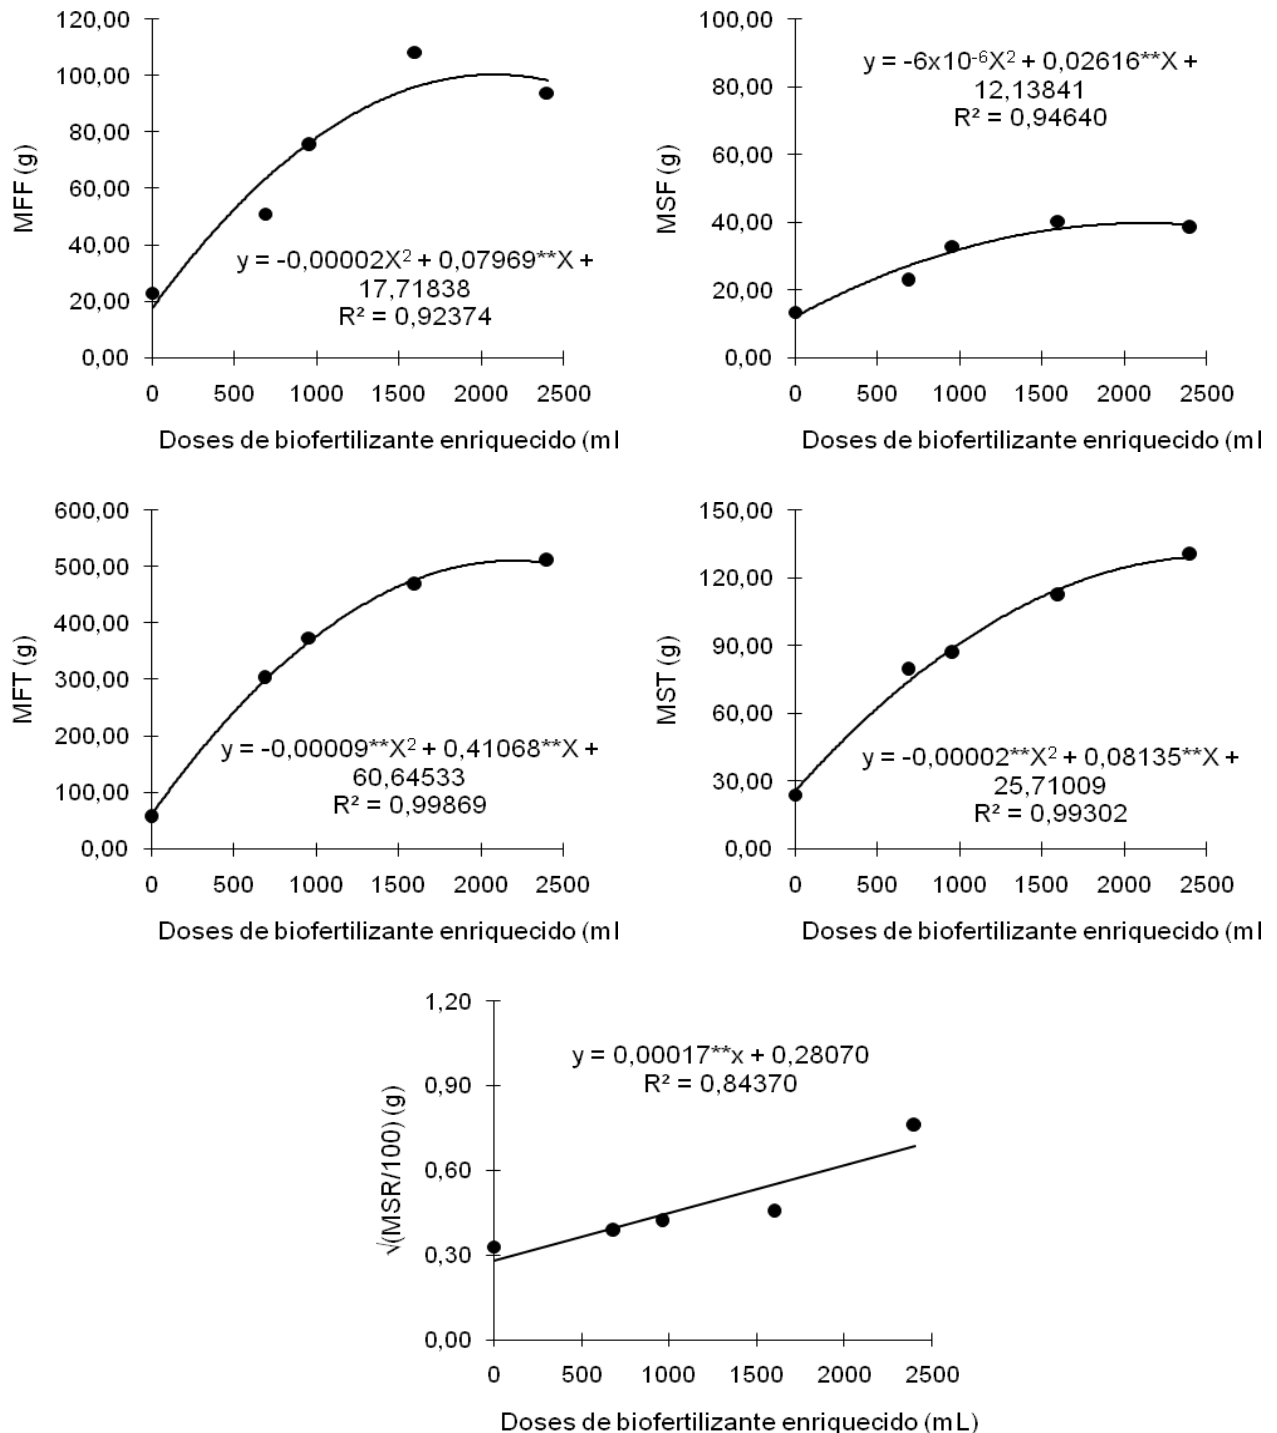 120,00
100,00
80,00
60,00
40,00
20,00
0,00
MFF (g)
y = -0,00002X² + 0,07969**X +
17,71838
R² = 0,92374
0 500 1000 1500 2000 2500
Doses de biofertilizante enriquecido (ml
100,00
80,00
60,00
40,00
20,00
0,00
MSF (g)
y = -6x10⁻⁶X² + 0,02616**X +
12,13841
R² = 0,94640
0 500 1000 1500 2000 2500
Doses de biofertilizante enriquecido (ml
600,00
500,00
400,00
300,00
200,00
100,00
0,00
MFT (g)
y = -0,00009**X² + 0,41068**X +
60,64533
R² = 0,99869
0 500 1000 1500 2000 2500
Doses de biofertilizante enriquecido (ml
150,00
120,00
90,00
60,00
30,00
0,00
MST (g)
y = -0,00002**X² + 0,08135**X +
25,71009
R² = 0,99302
0 500 1000 1500 2000 2500
Doses de biofertilizante enriquecido (ml
1,20
0,90
0,60
0,30
0,00
√(MSR/100) (g)
y = 0,00017**x + 0,28070
R² = 0,84370
0 500 1000 1500 2000 2500
Doses de biofertilizante enriquecido (mL)